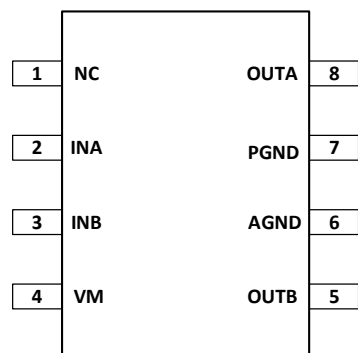 1 NC OUTA 8
2 INA PGND 7
3 INB AGND 6
4 VM OUTB 5